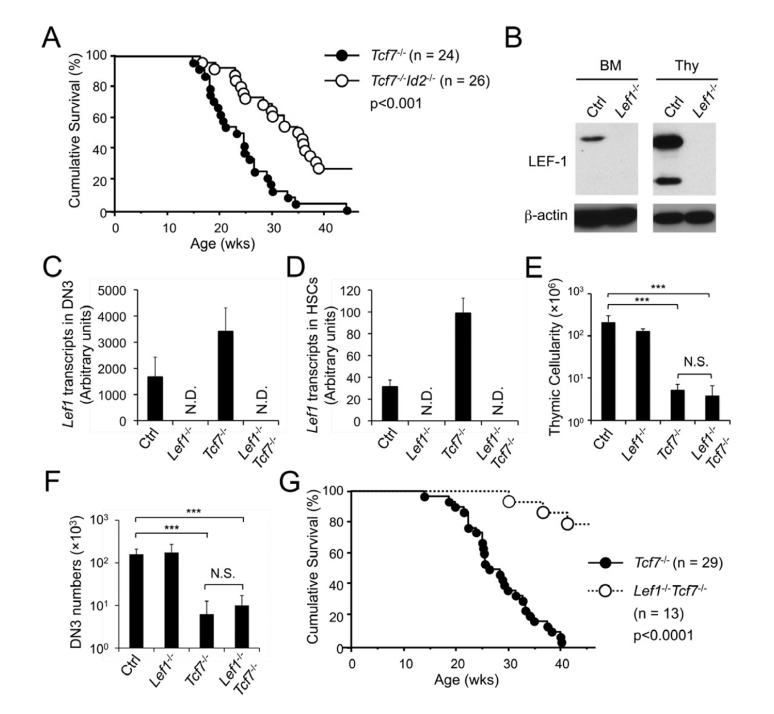 A
Cumulative Survival (%)
100
80
60
40
20
0
0 10 20 30 40
Age (wks)
Tcf7-/- (n = 24)
Tcf7-/-Id2-/- (n = 26)
p<0.001
B
BM Thy
Ctrl Lef1-/- Ctrl Lef1-/-
LEF-1
β-actin
C
Lef1 transcripts in DN3
(Arbitrary units)
5000
4000
3000
2000
1000
0
N.D. N.D.
Ctrl Lef1-/- Tcf7-/- Lef1-/-
Tcf7-/-
D
Lef1 transcripts in HSCs
(Arbitrary units)
120
100
80
60
40
20
0
N.D. N.D.
Ctrl Lef1-/- Tcf7-/- Lef1-/-
Tcf7-/-
E
Thymic Cellularity (×10⁶)
10³
10²
10¹
10⁰
***
***
N.S.
Ctrl Lef1-/- Tcf7-/- Lef1-/-
Tcf7-/-
F
DN3 numbers (×10³)
10³
10²
10¹
10⁰
***
***
N.S.
Ctrl Lef1-/- Tcf7-/- Lef1-/-
Tcf7-/-
G
Cumulative Survival (%)
100
80
60
40
20
0
0 10 20 30 40
Age (wks)
Tcf7-/- (n = 29)
Lef1-/-Tcf7-/-
(n = 13)
p<0.0001